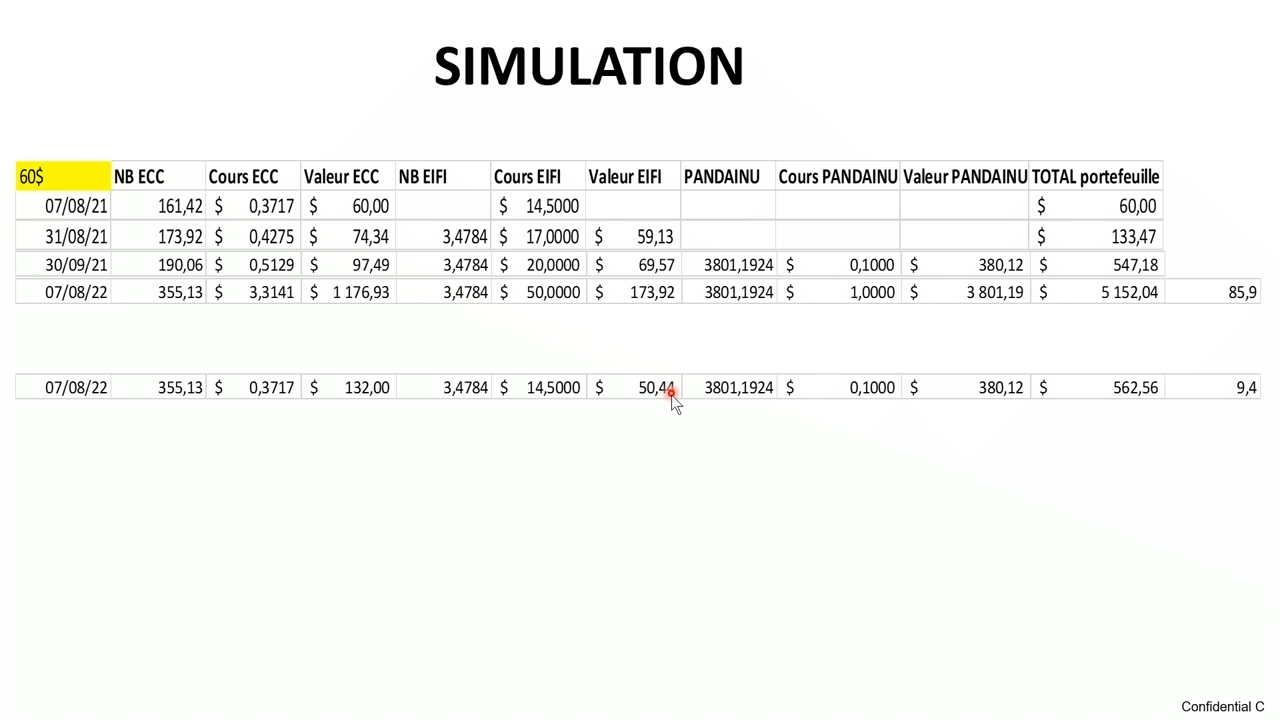 SIMULATION
60$ NB ECC Cours ECC Valeur ECC NB EIFI Cours EIFI Valeur EIFI PANDAINU Cours PANDAINU Valeur PANDAINU TOTAL portefeuille
07/08/21 161,42 $ 0,3717 $ 60,00 $ 14,5000 $ 60,00
31/08/21 173,92 $ 0,4275 $ 74,34 3,4784 $ 17,0000 $ 59,13 $ 133,47
30/09/21 190,06 $ 0,5129 $ 97,49 3,4784 $ 20,0000 $ 69,57 3801,1924 $ 0,1000 $ 380,12 $ 547,18
07/08/22 355,13 $ 3,3141 $ 1 176,93 3,4784 $ 50,0000 $ 173,92 3801,1924 $ 1,0000 $ 3 801,19 $ 5 152,04 85,9
07/08/22 355,13 $ 0,3717 $ 132,00 3,4784 $ 14,5000 $ 50,44 3801,1924 $ 0,1000 $ 380,12 $ 562,56 9,4
Confidential C